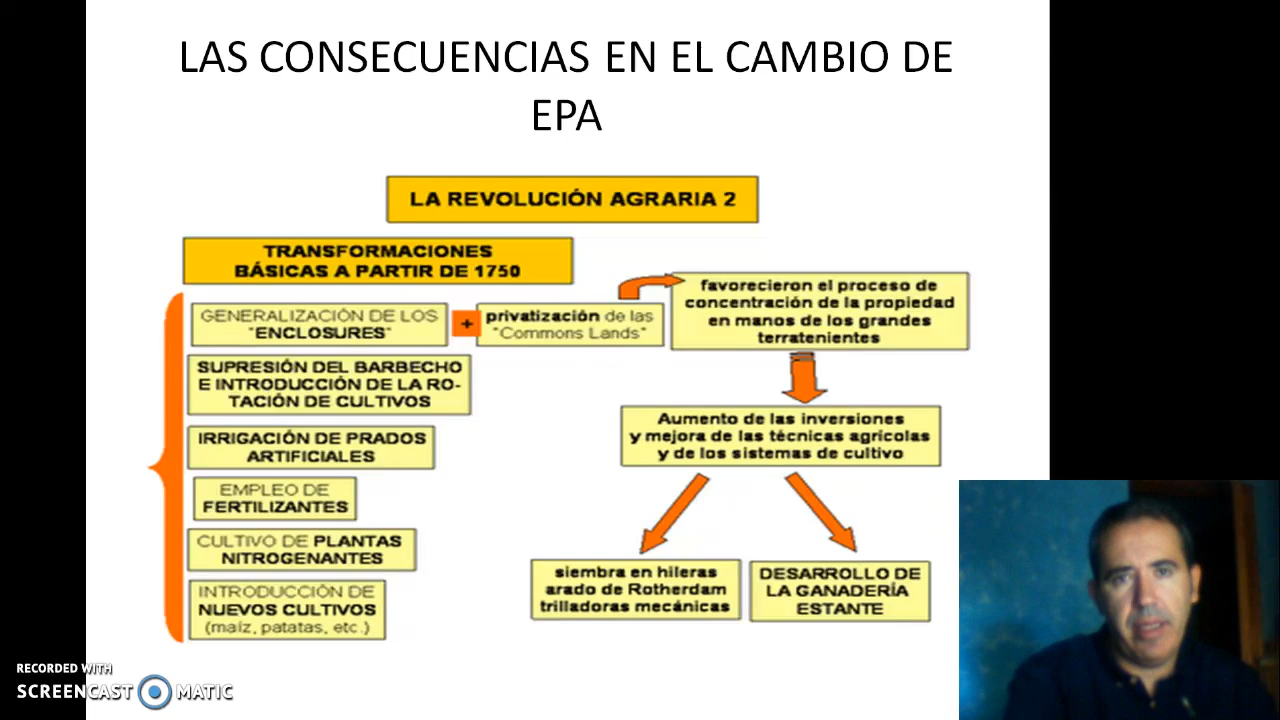 LAS CONSECUENCIAS EN EL CAMBIO DE
EPA
LA REVOLUCIÓN AGRARIA 2
TRANSFORMACIONES
BÁSICAS A PARTIR DE 1750
GENERALIZACIÓN DE LOS
"ENCLOSURES"
+
privatización de las
"Commons Lands"
favorecieron el proceso de
concentración de la propiedad
en manos de los grandes
terratenientes
SUPRESIÓN DEL BARBECHO
E INTRODUCCIÓN DE LA RO-
TACIÓN DE CULTIVOS
IRRIGACIÓN DE PRADOS
ARTIFICIALES
EMPLEO DE
FERTILIZANTES
CULTIVO DE PLANTAS
NITROGENANTES
INTRODUCCIÓN DE
NUEVOS CULTIVOS
(maíz, patatas, etc.)
Aumento de las inversiones
y mejora de las técnicas agrícolas
y de los sistemas de cultivo
siembra en hileras
arado de Rotherdam
trilladoras mecánicas
DESARROLLO DE
LA GANADERÍA
ESTANTE
RECORDED WITH
SCREENCAST MATIC